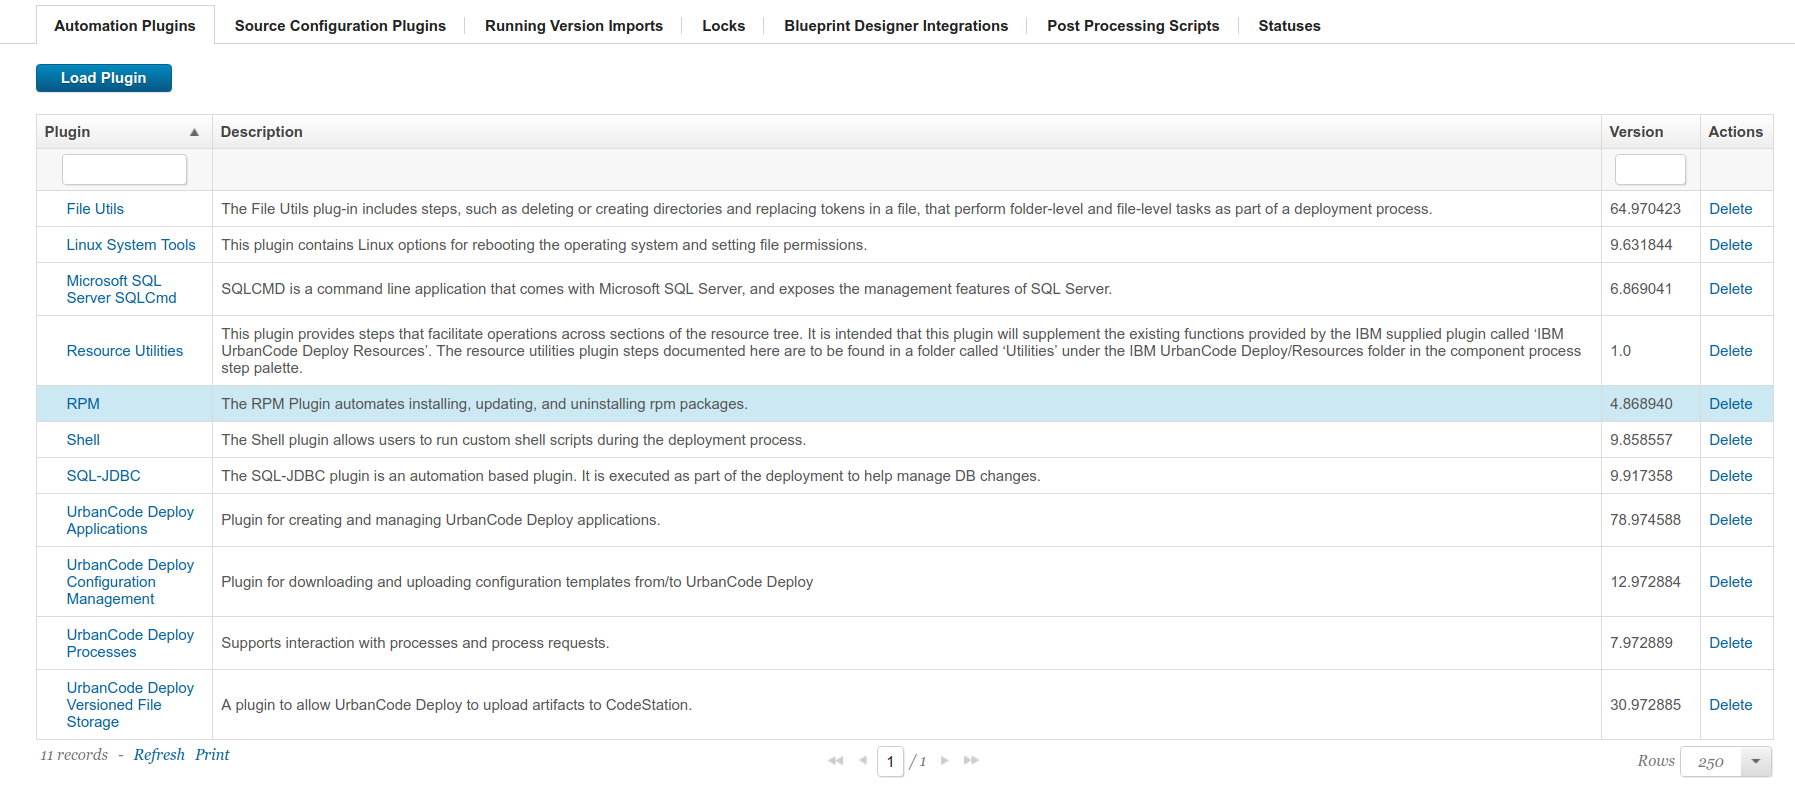 Automation Plugins Source Configuration Plugins Running Version Imports Locks Blueprint Designer Integrations Post Processing Scripts Statuses
Load Plugin
Plugin Description Version Actions
File Utils The File Utils plug-in includes steps, such as deleting or creating directories and replacing tokens in a file, that perform folder-level and file-level tasks as part of a deployment process. 64.970423 Delete
Linux System Tools This plugin contains Linux options for rebooting the operating system and setting file permissions. 9.631844 Delete
Microsoft SQL
Server SQLCmd
SQLCMD is a command line application that comes with Microsoft SQL Server, and exposes the management features of SQL Server. 6.869041 Delete
Resource Utilities
This plugin provides steps that facilitate operations across sections of the resource tree. It is intended that this plugin will supplement the existing functions provided by the IBM supplied plugin called ‘IBM
UrbanCode Deploy Resources’. The resource utilities plugin steps documented here are to be found in a folder called ‘Utilities’ under the IBM UrbanCode Deploy/Resources folder in the component process
step palette.
1.0 Delete
RPM The RPM Plugin automates installing, updating, and uninstalling rpm packages. 4.868940 Delete
Shell The Shell plugin allows users to run custom shell scripts during the deployment process. 9.858557 Delete
SQL-JDBC The SQL-JDBC plugin is an automation based plugin. It is executed as part of the deployment to help manage DB changes. 9.917358 Delete
UrbanCode Deploy
Applications
Plugin for creating and managing UrbanCode Deploy applications. 78.974588 Delete
UrbanCode Deploy
Configuration
Management
Plugin for downloading and uploading configuration templates from/to UrbanCode Deploy 12.972884 Delete
UrbanCode Deploy
Processes
Supports interaction with processes and process requests. 7.972889 Delete
UrbanCode Deploy
Versioned File
Storage
A plugin to allow UrbanCode Deploy to upload artifacts to CodeStation. 30.972885 Delete
11 records - Refresh Print 1 / 1 Rows 250